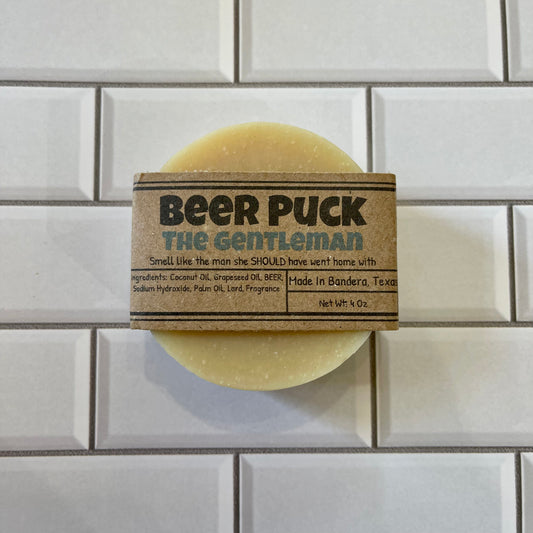 BEER PUCK
THE GENTLEMAN
Smell like the man she SHOULD have went home with
ngredients: Coconut Oil, Grapeseed Oil, BEER,
Sodium Hydroxide, Palm Oil, Lard, Fragrance
Made In Bandera, Texas
Net Wt. 4 Oz